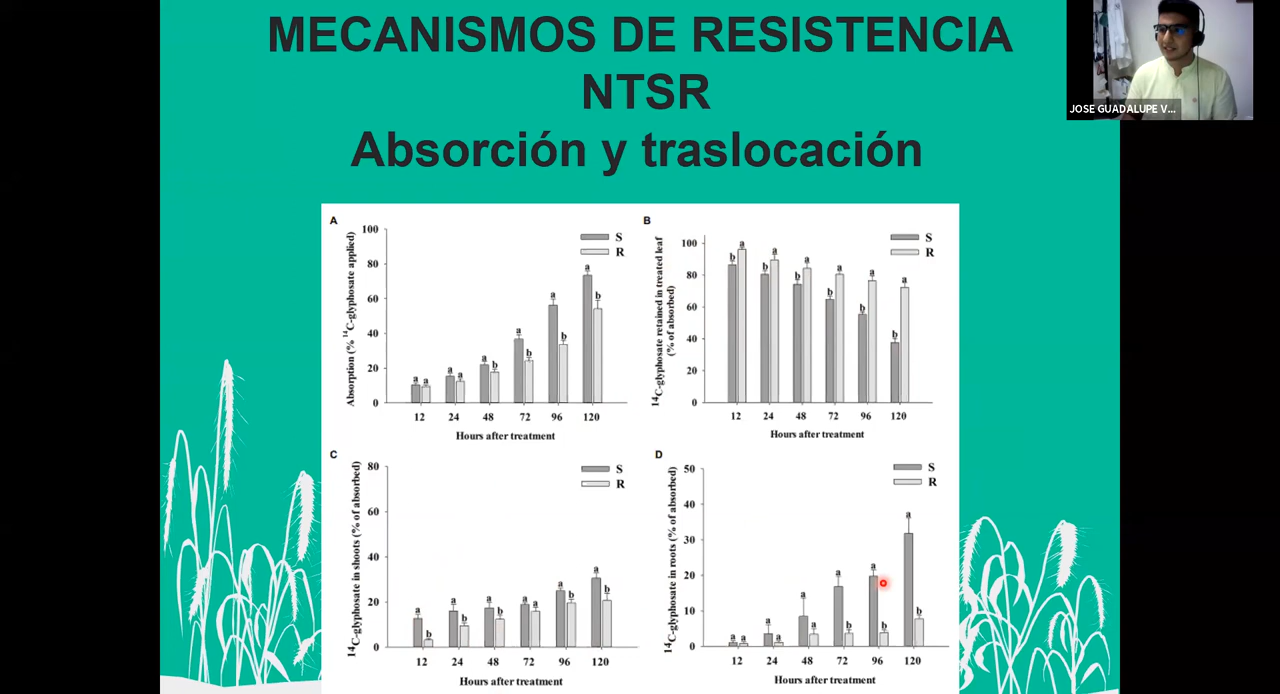 MECANISMOS DE RESISTENCIA
NTSR
Absorción y traslocación
JOSE GUADALUPE V...
A
Absorption (% ¹⁴C-glyphosate applied)
100
80
60
40
20
0
S
R
a a
a a
a b
a b
a b
a b
12 24 48 72 96 120
Hours after treatment
B
¹⁴C-glyphosate retained in treated leaf
(% of absorbed)
100
80
60
40
20
0
S
R
b a
b a
b a
b a
b a
b a
12 24 48 72 96 120
Hours after treatment
C
¹⁴C-glyphosate in shoots (% of absorbed)
80
60
40
20
0
S
R
a b
a b
a b
a a
a b
a b
12 24 48 72 96 120
Hours after treatment
D
¹⁴C-glyphosate in roots (% of absorbed)
50
40
30
20
10
0
S
R
a a
a a
a a
a b
a b
a b
12 24 48 72 96 120
Hours after treatment